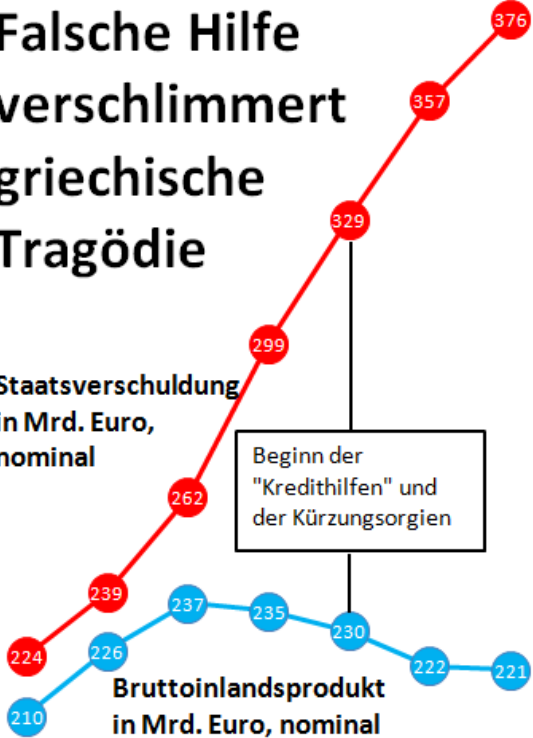 Falsche Hilfe
verschlimmert
griechische
Tragödie
376
357
329
299
Staatsverschuldung
in Mrd. Euro,
nominal
Beginn der
"Kredithilfen" und
der Kürzungsorgien
262
239
224
237
235
230
226
222
221
210
Bruttoinlandsprodukt
in Mrd. Euro, nominal